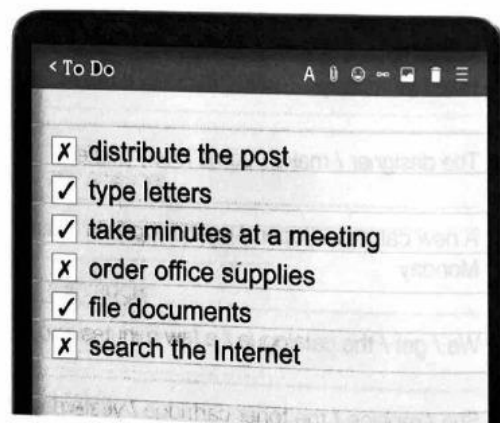 < To Do
A
✗ distribute the post
✓ type letters
✓ take minutes at a meeting
✗ order office supplies
✓ file documents
✗ search the Internet